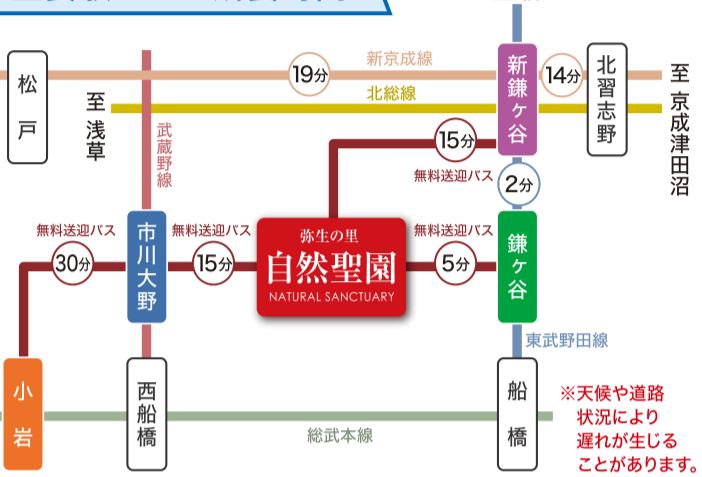 松戸
19分
新京成線
新鎌ヶ谷
14分
北習志野
至 京成津田沼
至 浅草
北総線
武蔵野線
15分
無料送迎バス
2分
無料送迎バス
30分
市川大野
無料送迎バス
15分
弥生の里
自然聖園
NATURAL SANCTUARY
無料送迎バス
5分
鎌ヶ谷
東武野田線
小岩
西船橋
総武本線
船橋
※天候や道路
状況により
遅れが生じる
ことがあります。